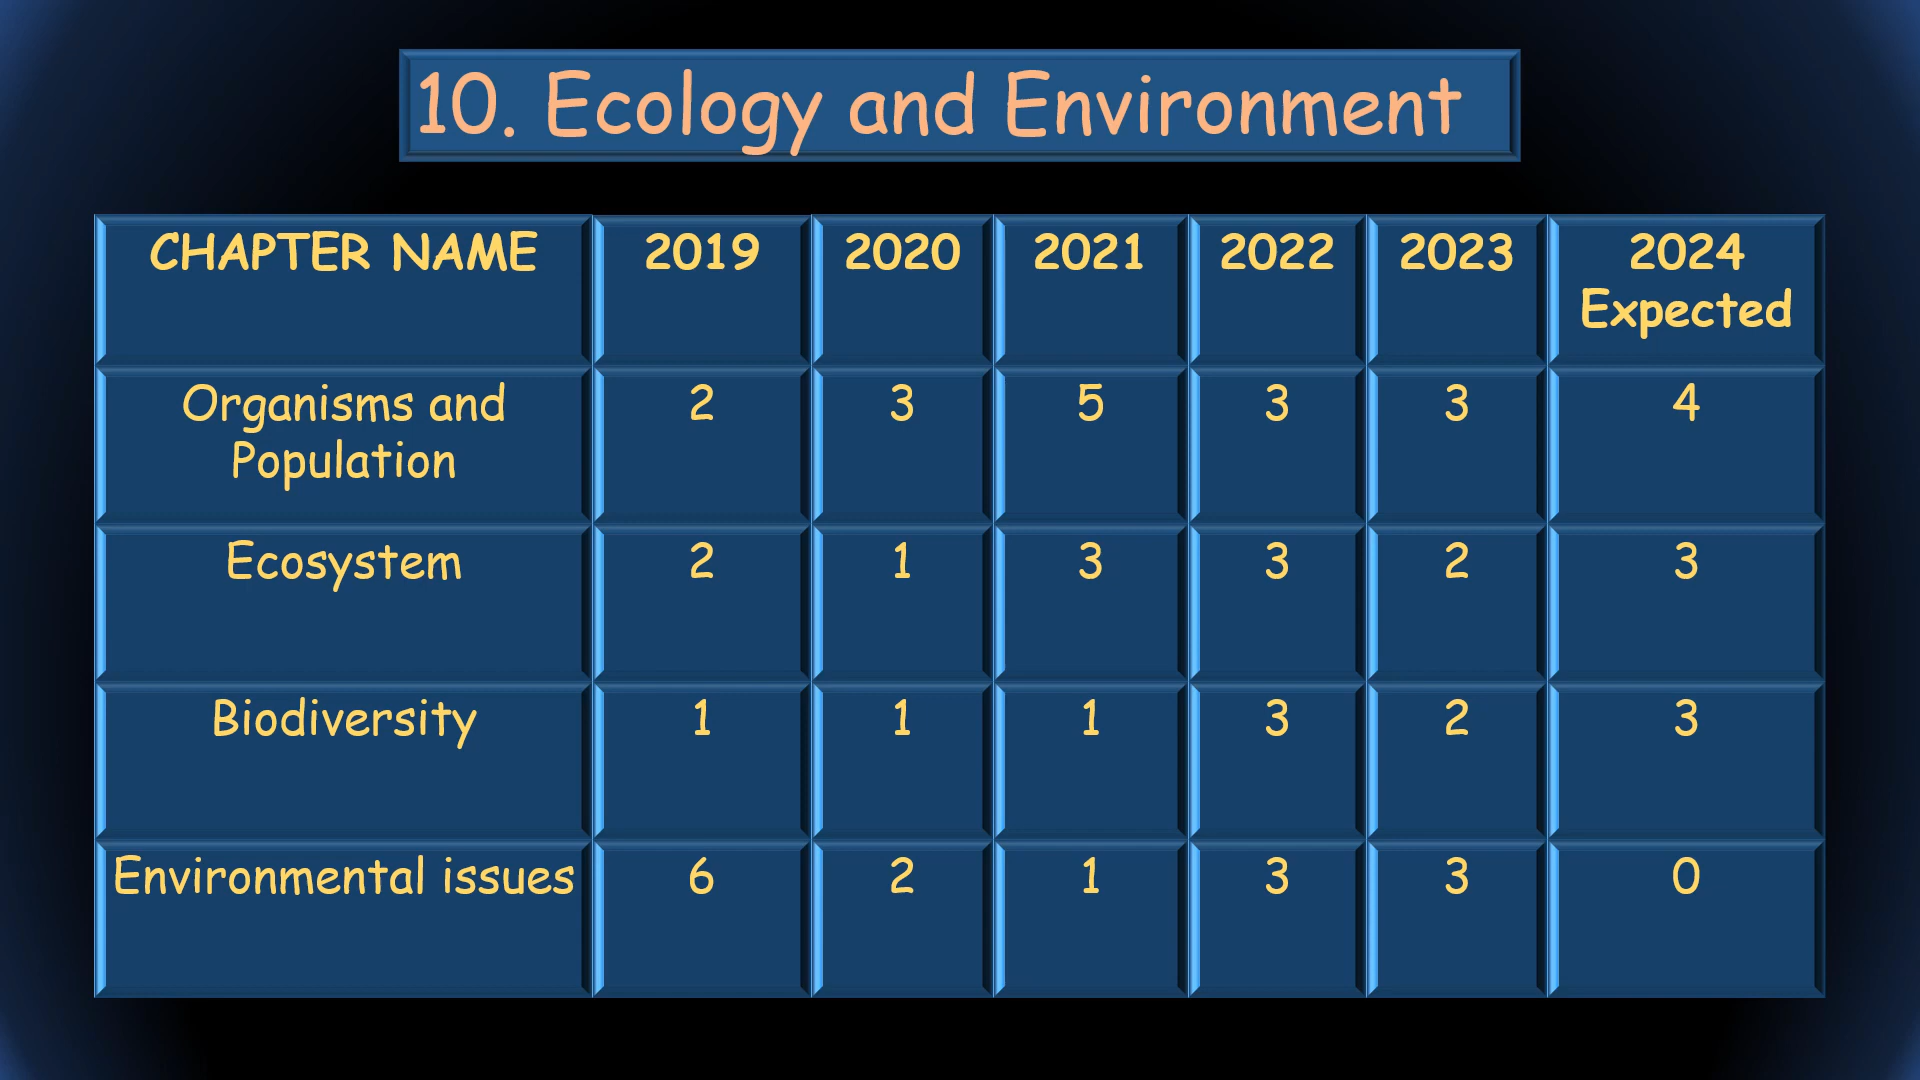 10. Ecology and Environment
CHAPTER NAME 2019 2020 2021 2022 2023 2024
Expected
Organisms and 2 3 5 3 3 4
Population
Ecosystem 2 1 3 3 2 3
Biodiversity 1 1 1 3 2 3
Environmental issues 6 2 1 3 3 0